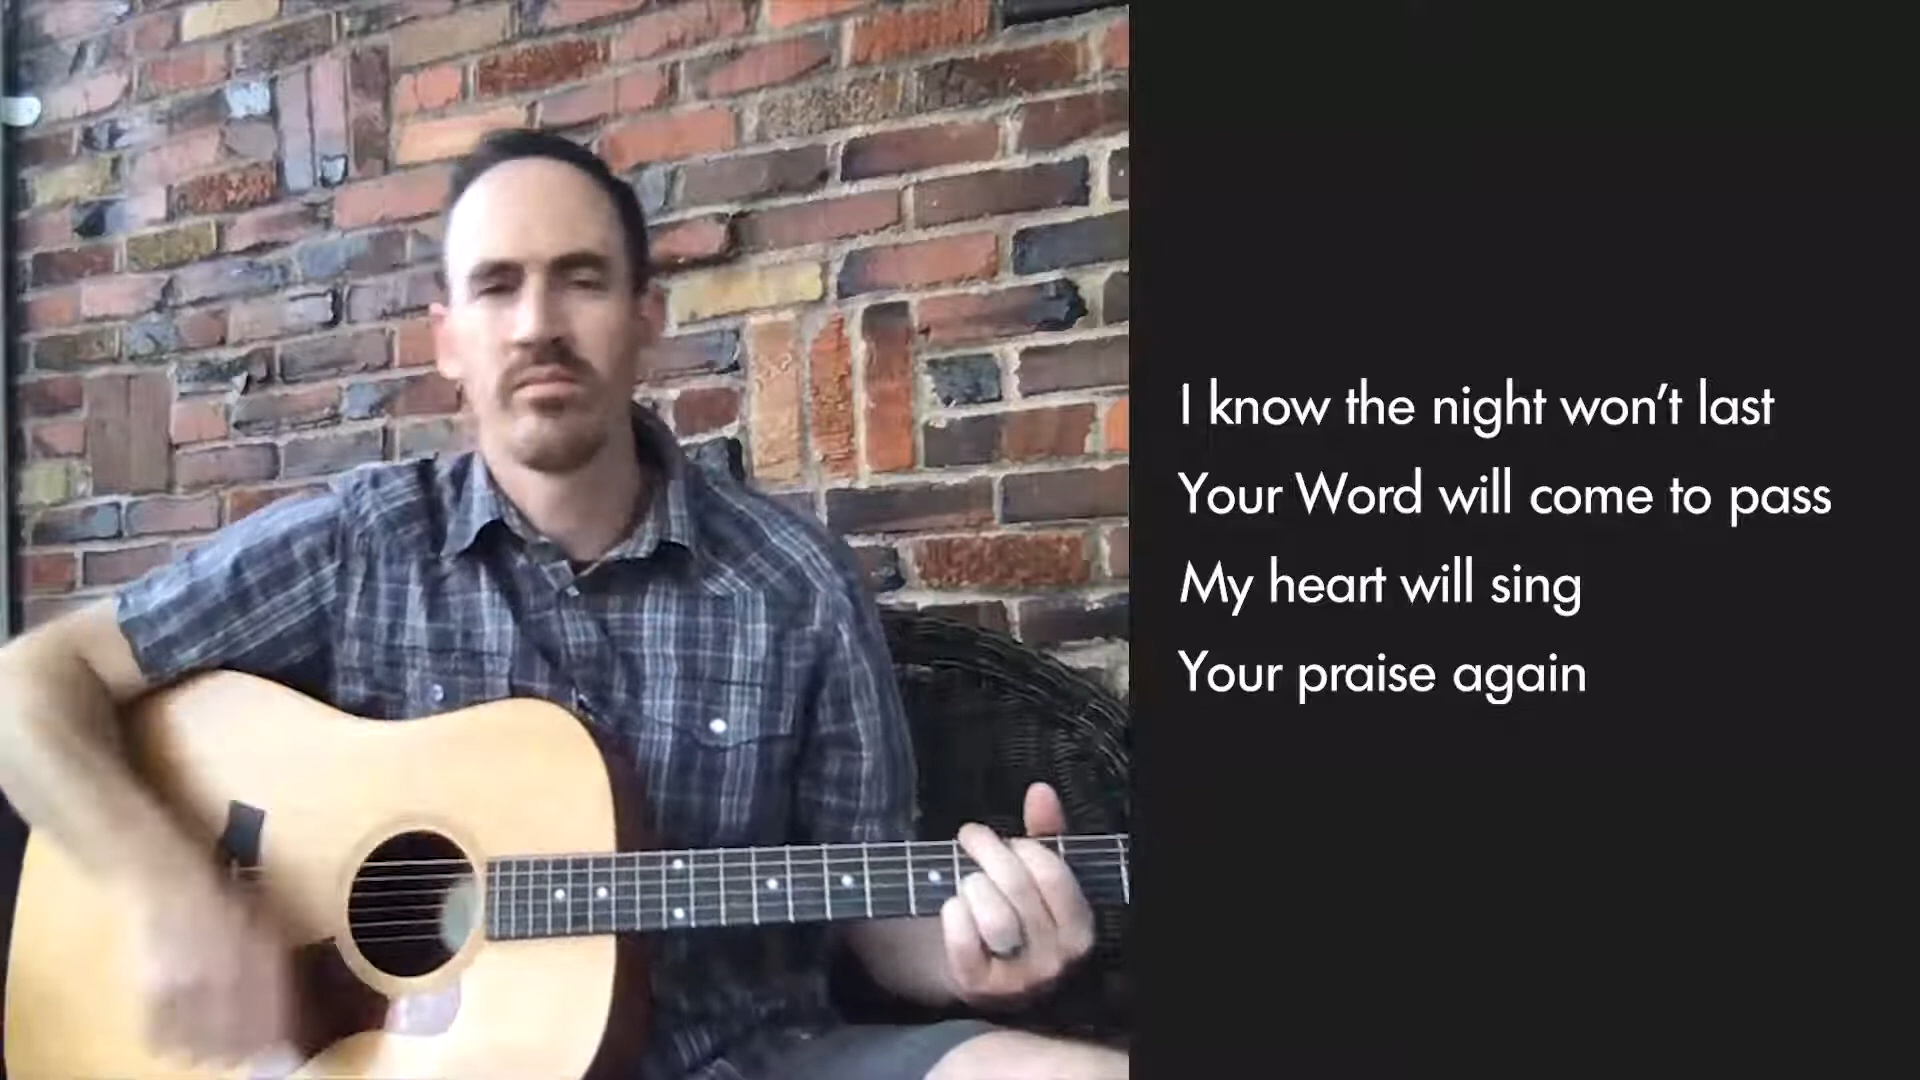 I know the night won’t last
Your Word will come to pass
My heart will sing
Your praise again